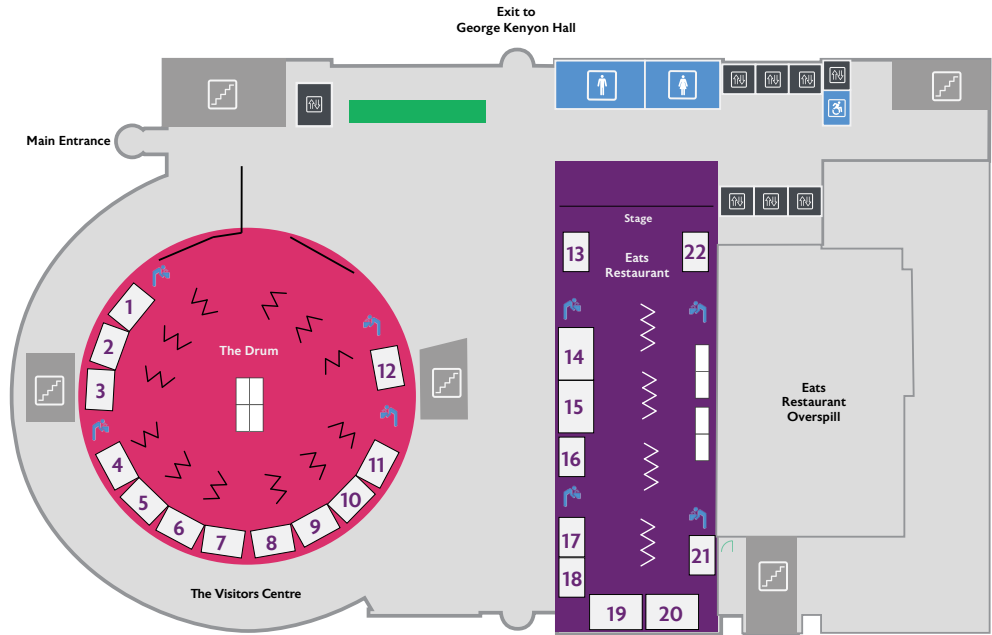 Exit to
George Kenyon Hall
Main Entrance
Stage
13
22
Eats
Restaurant
1
2
3
The Drum
12
14
15
Eats
Restaurant
Overspill
4
5
6
7
8
9
10
11
16
17
18
21
19
20
The Visitors Centre